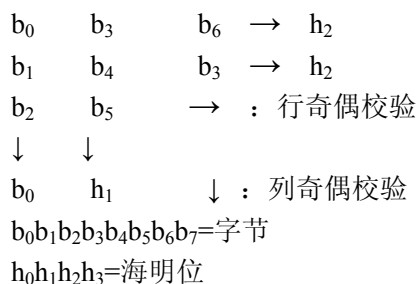 b₀ b₃ b₆ → h₂
b₁ b₄ b₃ → h₂
b₂ b₅ → ：行奇偶校验
↓ ↓
b₀ h₁ ↓：列奇偶校验
b₀b₁b₂b₃b₄b₅b₆b₇=字节
h₀h₁h₂h₃=海明位